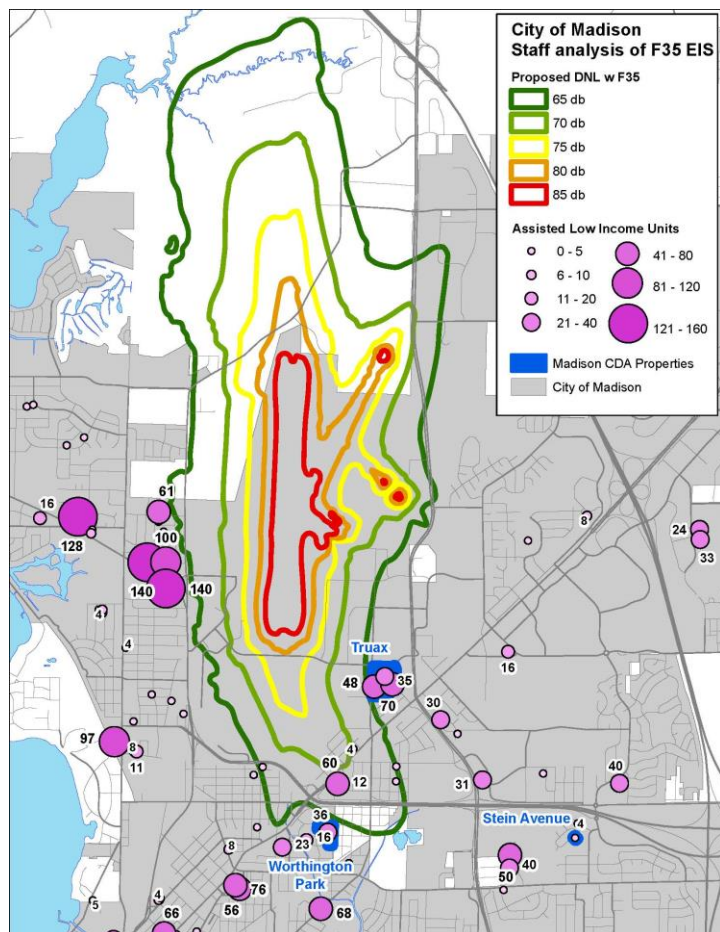 City of Madison
Staff analysis of F35 EIS
Proposed DNL w F35
65 db
70 db
75 db
80 db
85 db
Assisted Low Income Units
0 - 5
6 - 10
11 - 20
21 - 40
41 - 80
81 - 120
121 - 160
Madison CDA Properties
City of Madison
61
16
128
100
140
140
8
24
33
4
4
16
Truax
48
35
70
30
97
8
11
4
60
12
31
40
36
16
23
8
Worthington
Park
Stein Avenue
4
40
50
76
56
68
5
4
66